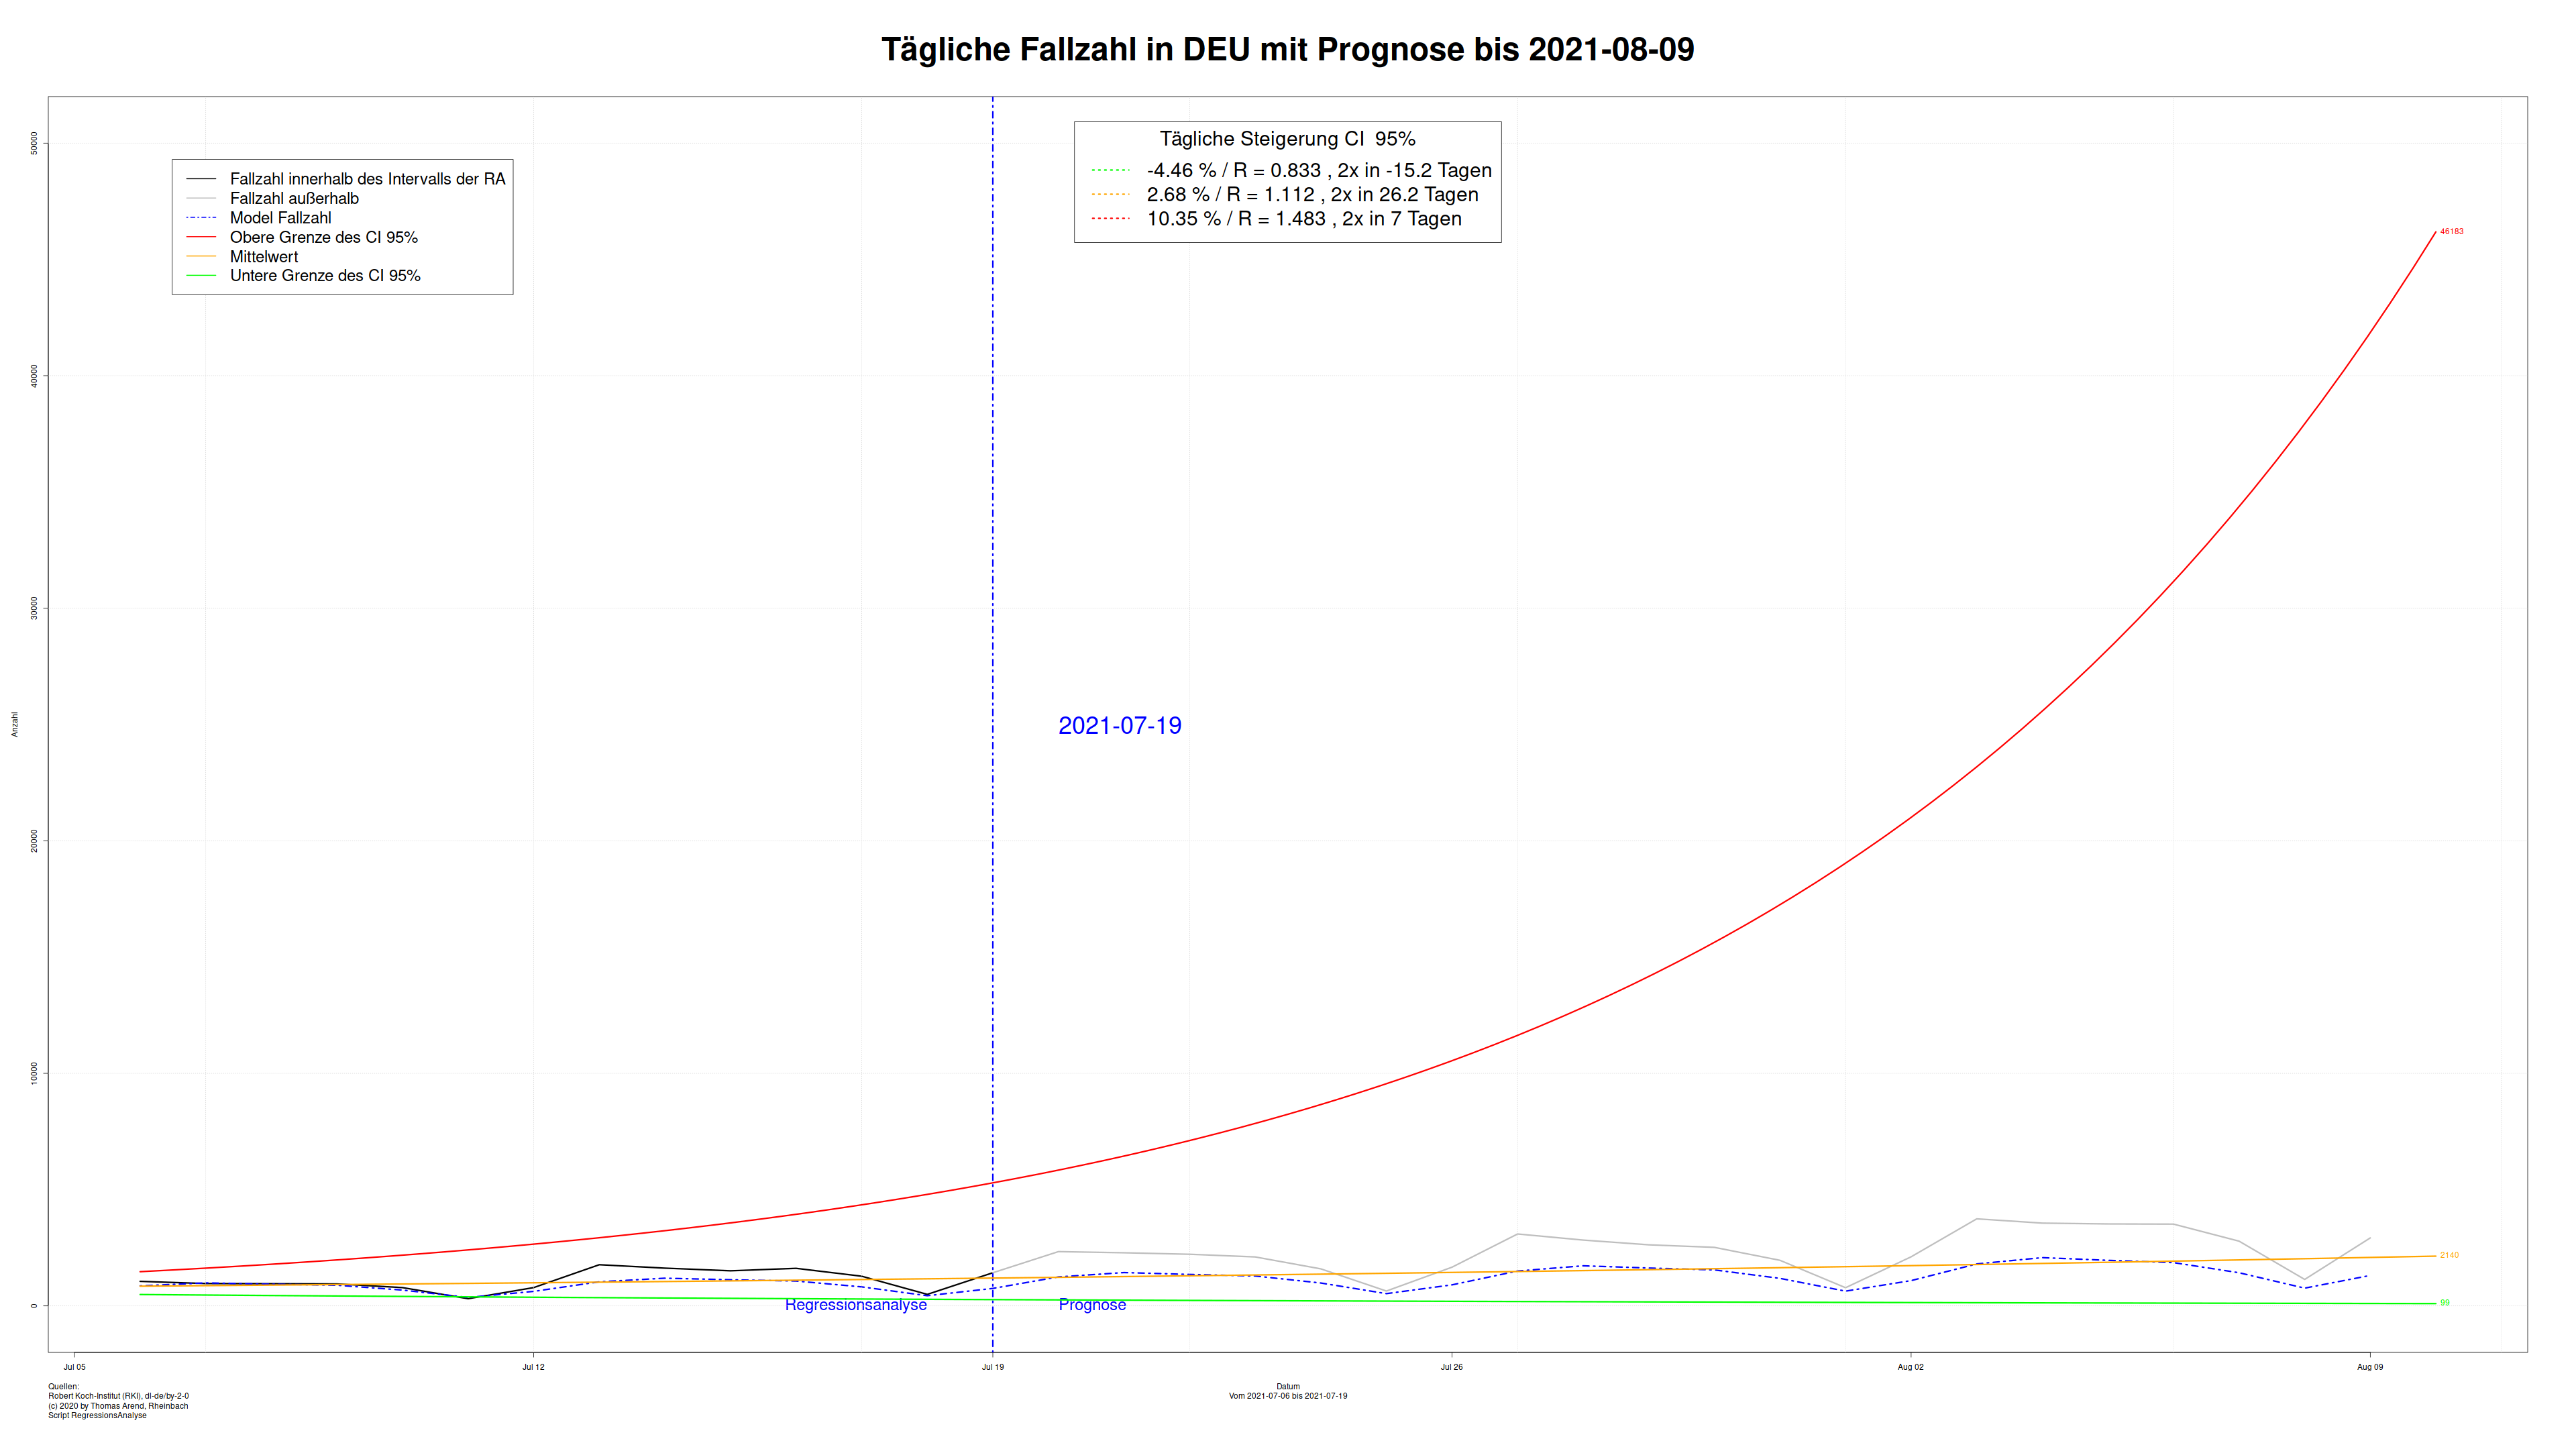 Tägliche Fallzahl in DEU mit Prognose bis 2021-08-09
Tägliche Steigerung CI  95%
-4.46 % / R = 0.833 , 2x in -15.2 Tagen
2.68 % / R = 1.112 , 2x in 26.2 Tagen
10.35 % / R = 1.483 , 2x in 7 Tagen
Fallzahl innerhalb des Intervalls der RA
Fallzahl außerhalb
Model Fallzahl
Obere Grenze des CI 95%
Mittelwert
Untere Grenze des CI 95%
50000
40000
30000
20000
10000
0
Anzahl
46183
2021-07-19
2140
98
Regressionsanalyse
Prognose
Jul 05
Jul 12
Jul 19
Jul 26
Aug 02
Aug 09
Datum
Vom 2021-07-06 bis 2021-07-19
Quellen:
Robert Koch-Institut (RKI), dl-de/by-2-0
(c) 2020 by Thomas Arend, Rheinbach
Script RegressionsAnalyse